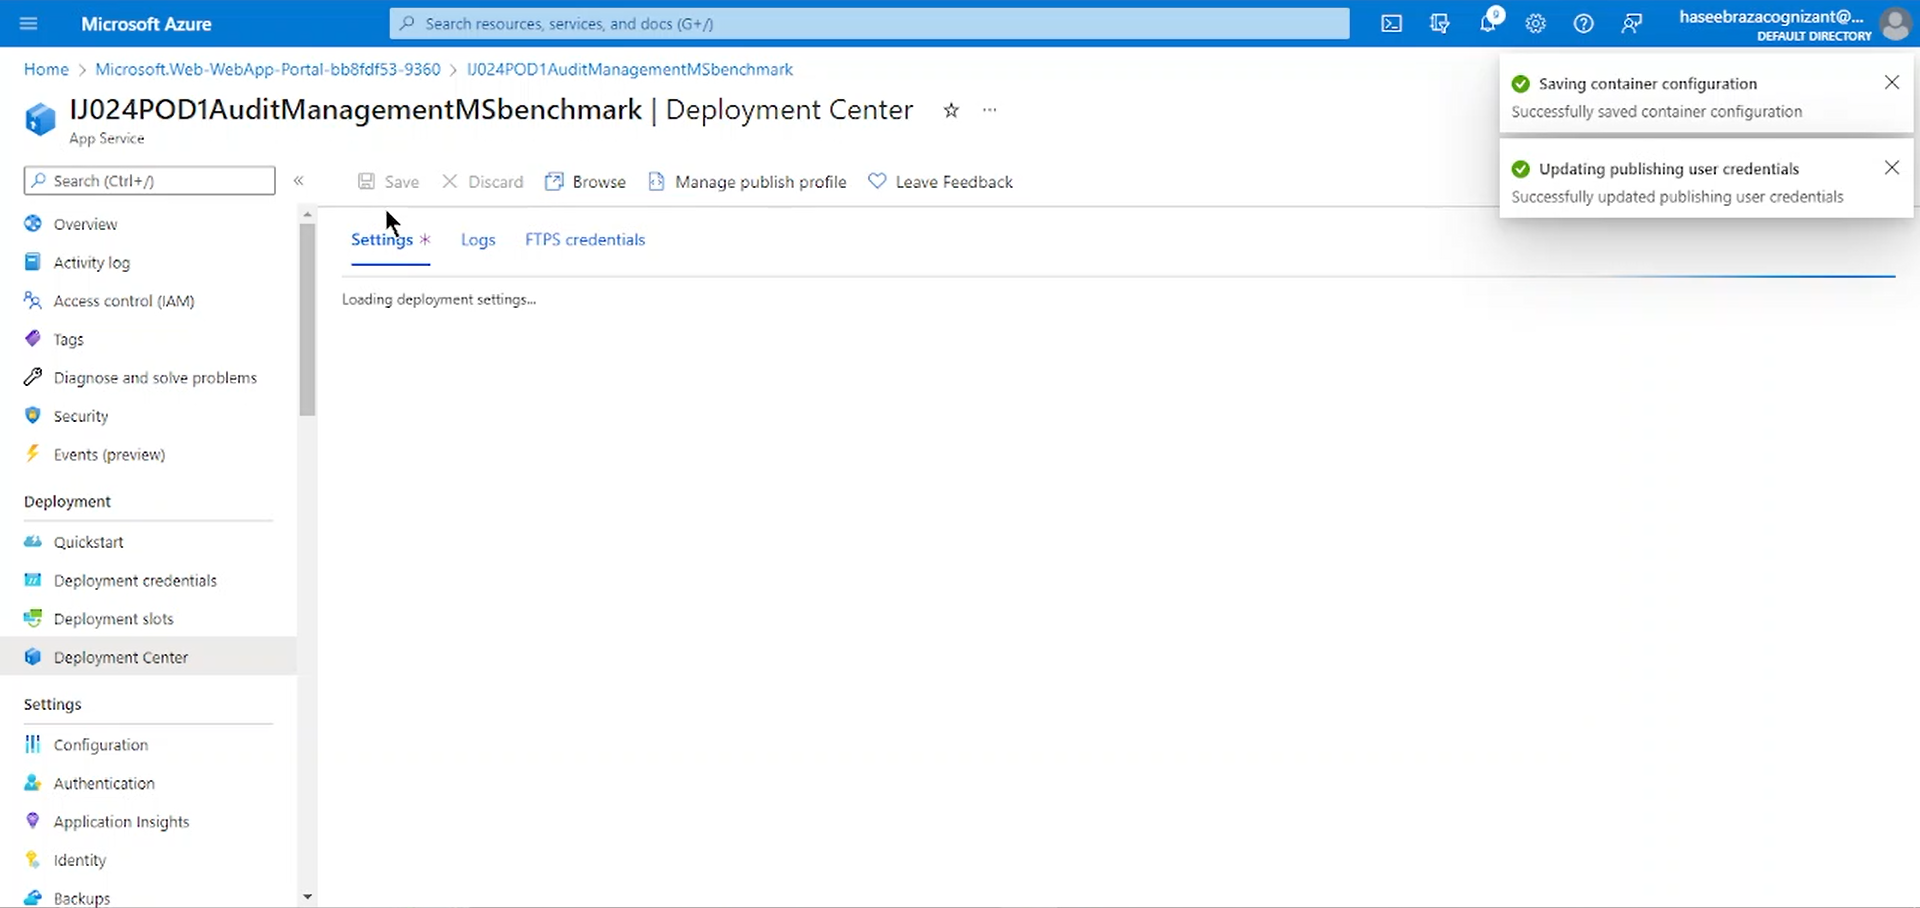 Microsoft Azure
Search resources, services, and docs (G+/)
9
haseebrazacognizant@...
DEFAULT DIRECTORY
Home > Microsoft.Web-WebApp-Portal-bb8fdf53-9360 > IJ024POD1AuditManagementMSbenchmark
IJ024POD1AuditManagementMSbenchmark | Deployment Center
App Service
Saving container configuration
Successfully saved container configuration
Updating publishing user credentials
Successfully updated publishing user credentials
Search (Ctrl+/)
«
Save
Discard
Browse
Manage publish profile
Leave Feedback
Settings *
Logs
FTPS credentials
Loading deployment settings...
Overview
Activity log
Access control (IAM)
Tags
Diagnose and solve problems
Security
Events (preview)
Deployment
Quickstart
Deployment credentials
Deployment slots
Deployment Center
Settings
Configuration
Authentication
Application Insights
Identity
Backups